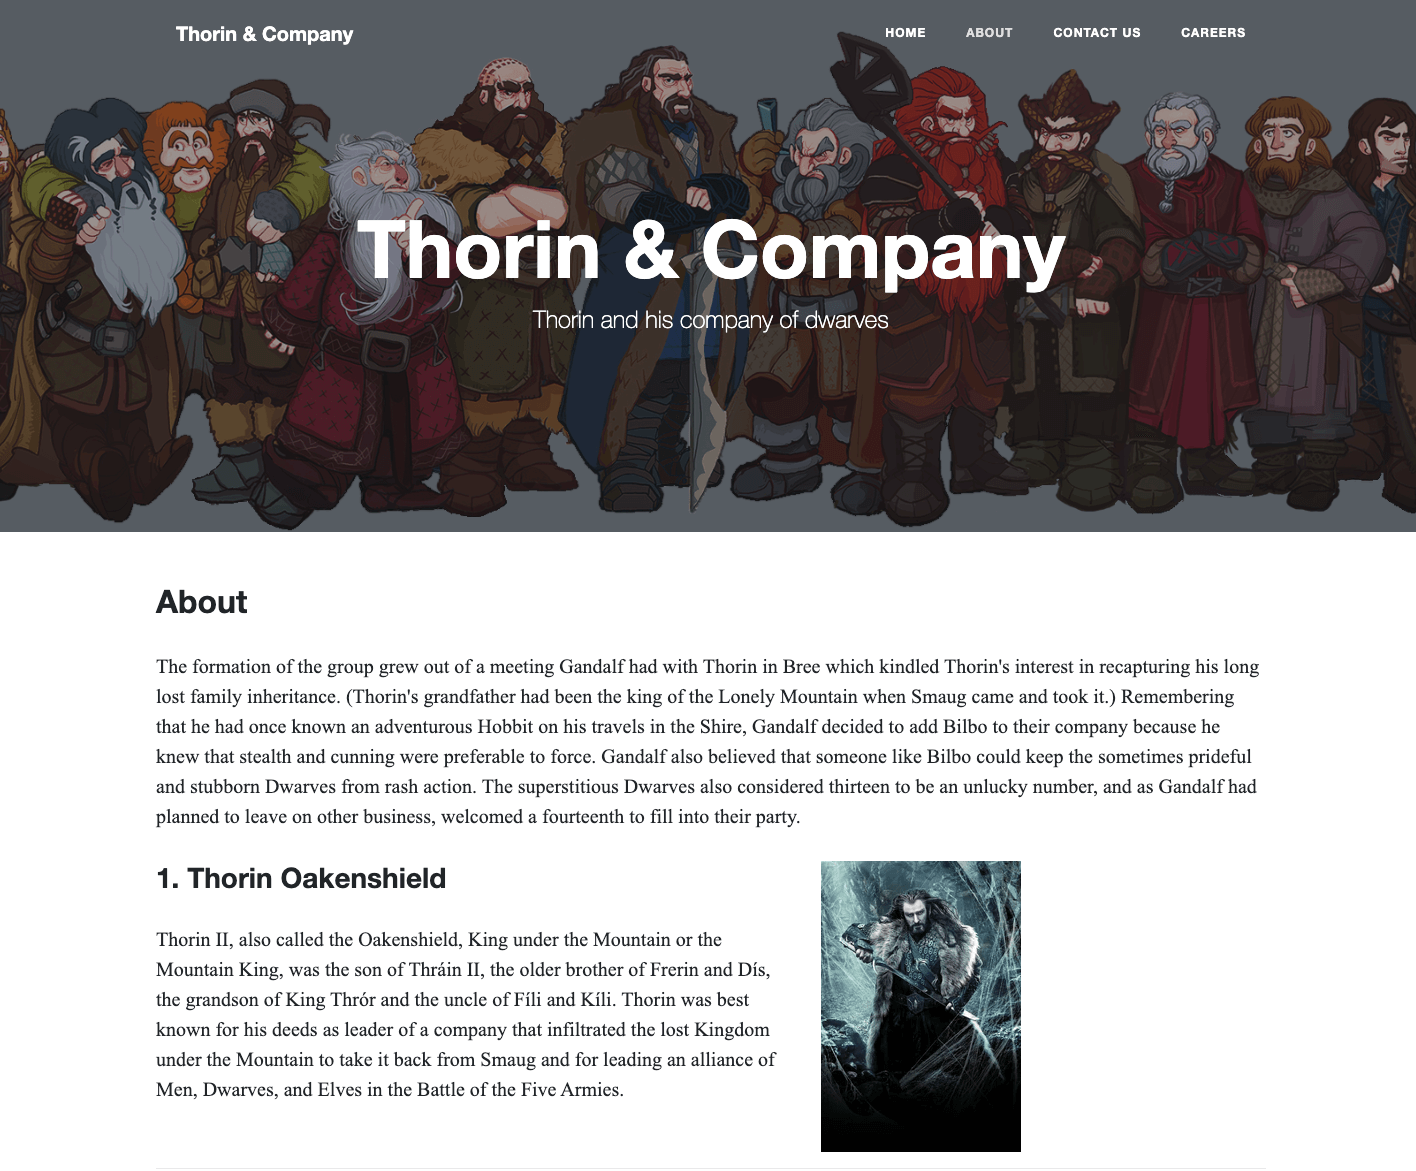 Thorin & Company
HOME ABOUT CONTACT US CAREERS
Thorin & Company
Thorin and his company of dwarves
About
The formation of the group grew out of a meeting Gandalf had with Thorin in Bree which kindled Thorin's interest in recapturing his long
lost family inheritance. (Thorin's grandfather had been the king of the Lonely Mountain when Smaug came and took it.) Remembering
that he had once known an adventurous Hobbit on his travels in the Shire, Gandalf decided to add Bilbo to their company because he
knew that stealth and cunning were preferable to force. Gandalf also believed that someone like Bilbo could keep the sometimes prideful
and stubborn Dwarves from rash action. The superstitious Dwarves also considered thirteen to be an unlucky number, and as Gandalf had
planned to leave on other business, welcomed a fourteenth to fill into their party.
1. Thorin Oakenshield
Thorin II, also called the Oakenshield, King under the Mountain or the
Mountain King, was the son of Thráin II, the older brother of Frerin and Dís,
the grandson of King Thrór and the uncle of Fíli and Kíli. Thorin was best
known for his deeds as leader of a company that infiltrated the lost Kingdom
under the Mountain to take it back from Smaug and for leading an alliance of
Men, Dwarves, and Elves in the Battle of the Five Armies.